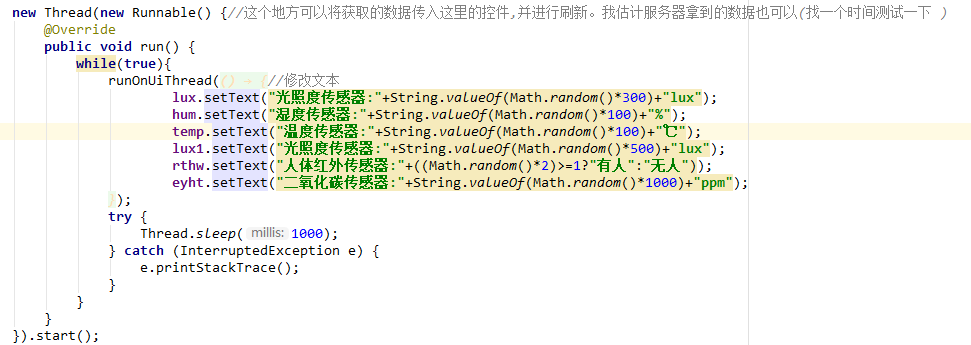 new Thread(new Runnable() {//这个地方可以将获取的数据传入这里的控件,并进行刷新。我估计服务器拿到的数据也可以(找一个时间测试一下 )
@Override
public void run() {
while(true){
runOnUiThread(() → {//修改文本
lux.setText("光照度传感器:"+String.valueOf(Math.random()*300)+"lux");
hum.setText("湿度传感器:"+String.valueOf(Math.random()*100)+"%");
temp.setText("温度传感器:"+String.valueOf(Math.random()*100)+"℃");
lux1.setText("光照度传感器:"+String.valueOf(Math.random()*500)+"lux");
rthw.setText("人体红外传感器:"+((Math.random()*2)>=1?"有人":"无人"));
eyht.setText("二氧化碳传感器:"+String.valueOf(Math.random()*1000)+"ppm");
});
try {
Thread.sleep( millis: 1000);
} catch (InterruptedException e) {
e.printStackTrace();
}
}
}
}).start();